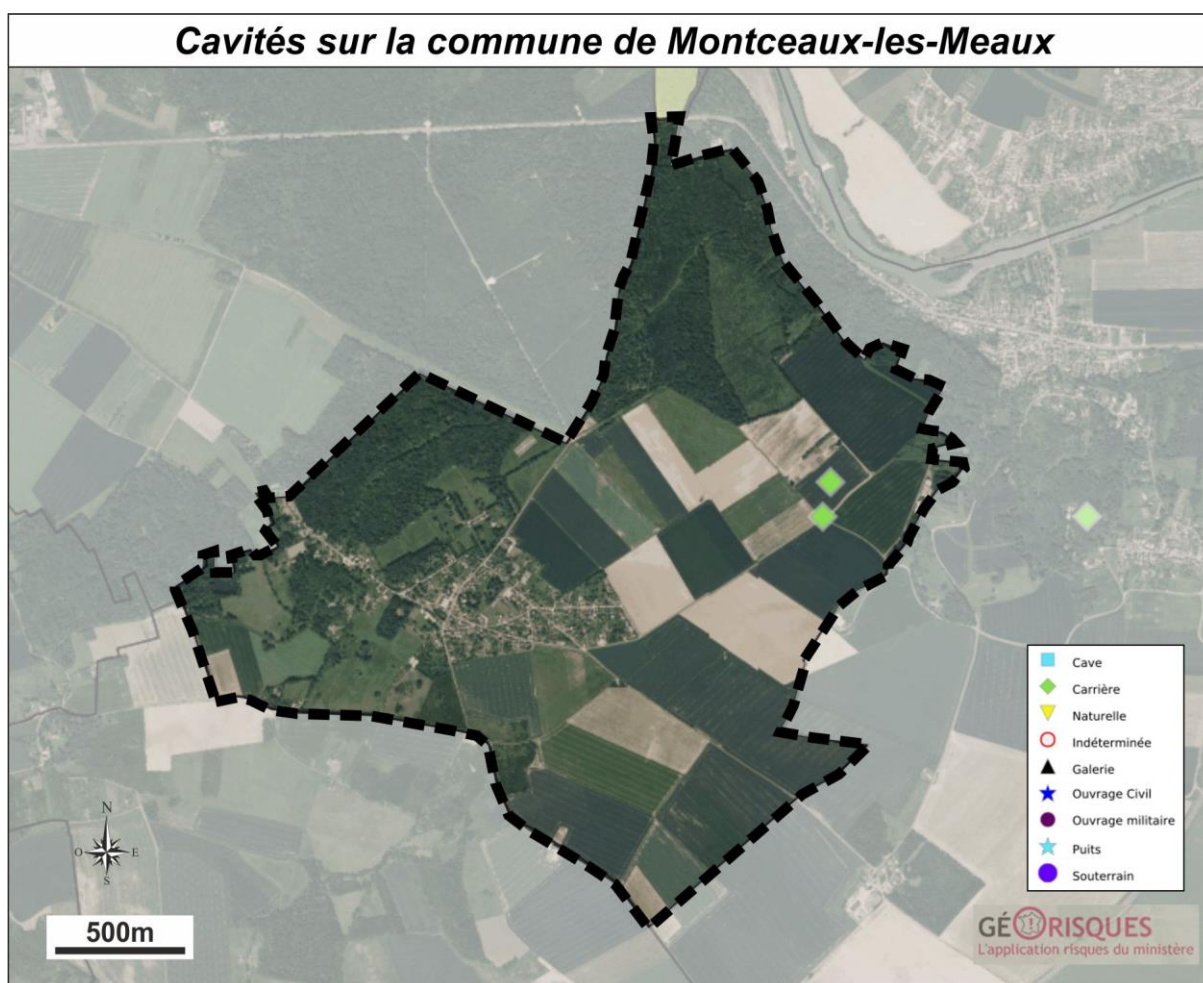 Cavités sur la commune de Montceaux-les-Meaux
Cave
Carrière
Naturelle
Indéterminée
Galerie
Ouvrage Civil
Ouvrage militaire
Puits
Souterrain
N
O E
S
500m
GÉORISQUES
L'application risques du ministère